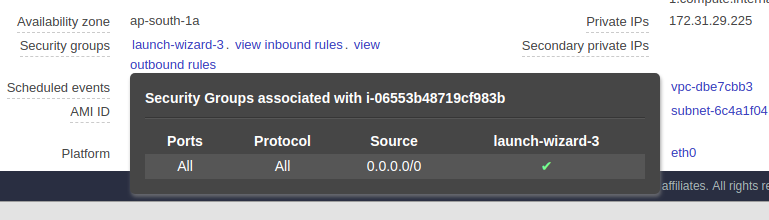 1.compute.internal
Availability zone ap-south-1a Private IPs 172.31.29.225
Security groups launch-wizard-3. view inbound rules. view Secondary private IPs
outbound rules
Scheduled events vpc-dbe7cbb3
Security Groups associated with i-06553b48719cf983b
AMI ID subnet-6c4a1f04
Ports Protocol Source launch-wizard-3
Platform eth0
All All 0.0.0.0/0 ✔
affiliates. All rights re